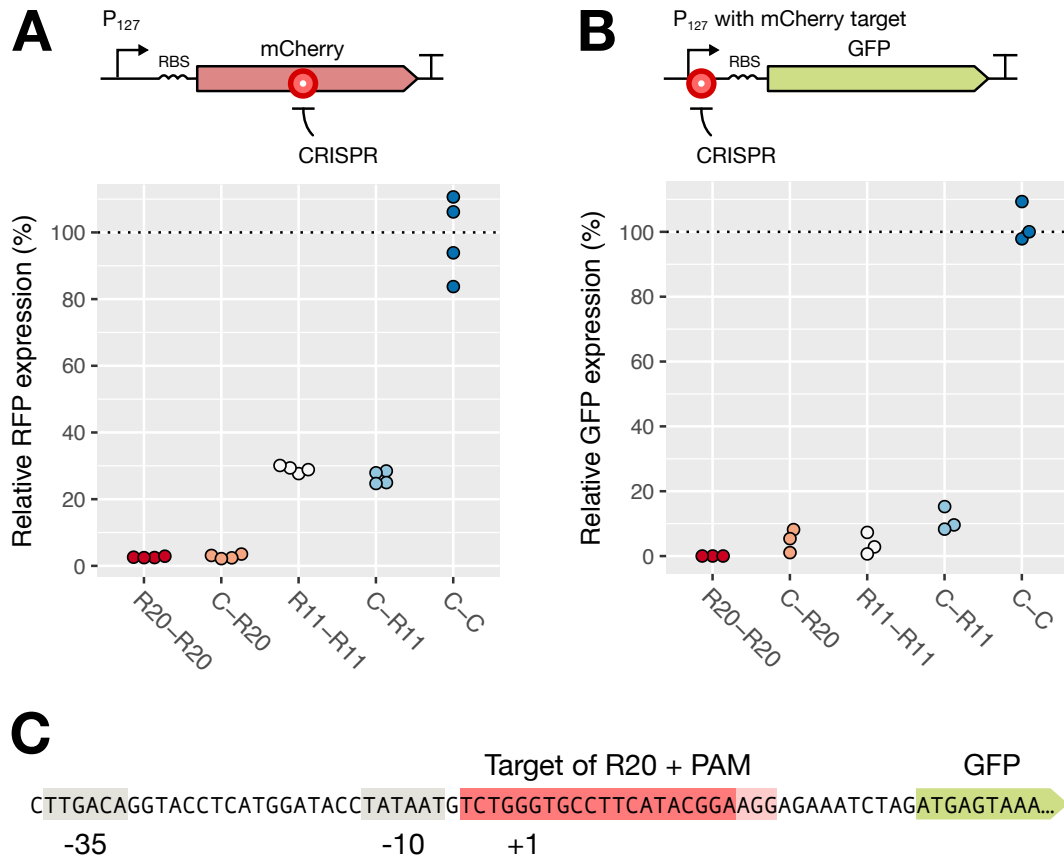 A
P127
RBS
mCherry
CRISPR
Relative RFP expression (%)
100
80
60
40
20
0
R20–R20
C–R20
R11–R11
C–R11
C–C
B
P127 with mCherry target
RBS
GFP
CRISPR
Relative GFP expression (%)
100
80
60
40
20
0
R20–R20
C–R20
R11–R11
C–R11
C–C
C
Target of R20 + PAM
GFP
CTTGACAGGTACCTCATGGATACCTATAATGTCTGGGTGCCTTCATACGGAAGGAGAAATCTAGATGAGTAAA...
-35
-10
+1